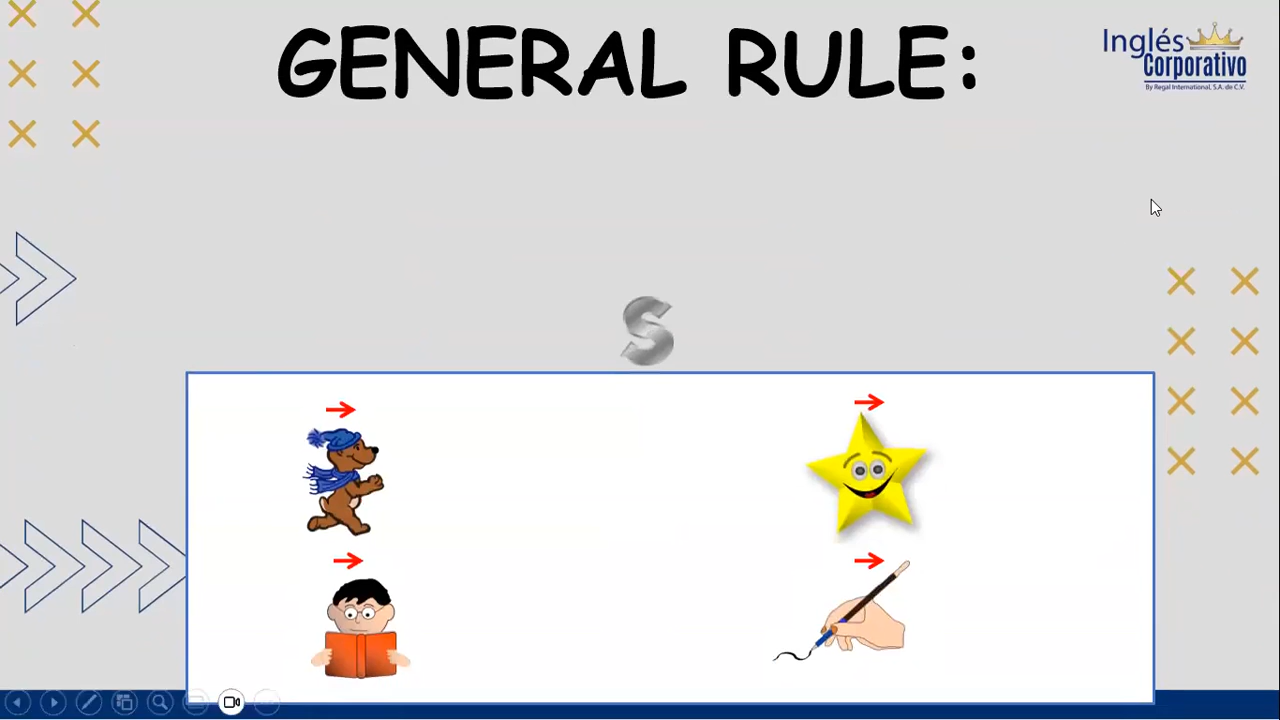 GENERAL RULE:
Inglés
Corporativo
By Regal International, S.A. de C.V.
S